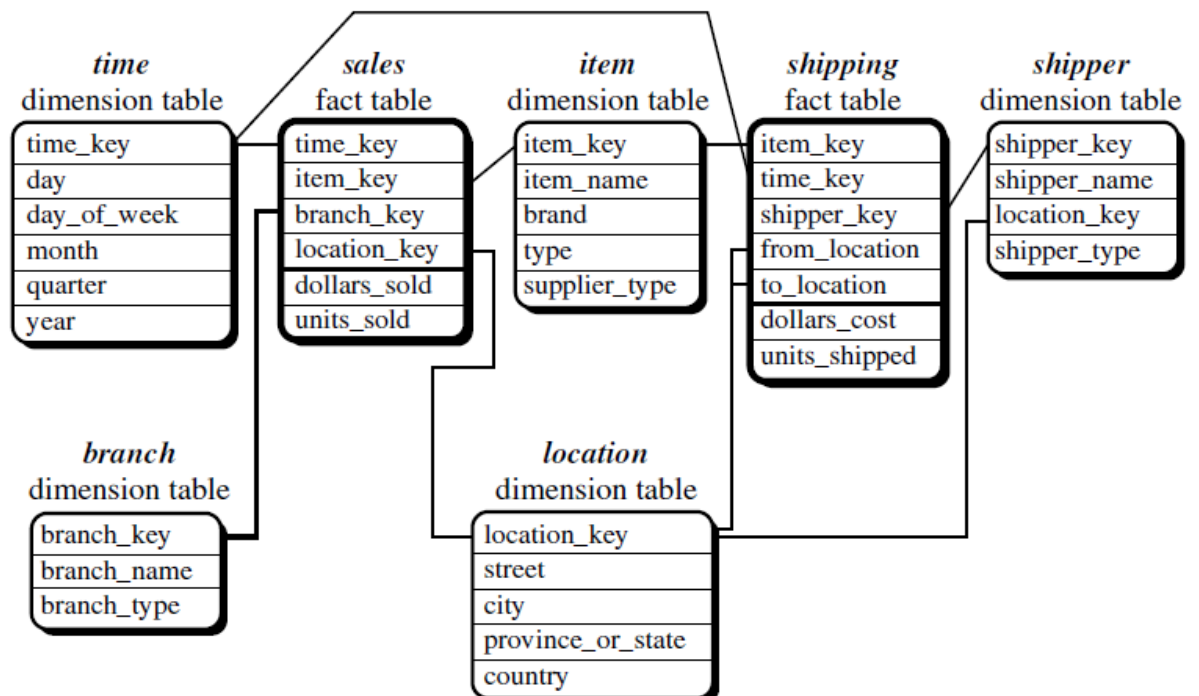 time
dimension table
time_key
day
day_of_week
month
quarter
year
sales
fact table
time_key
item_key
branch_key
location_key
dollars_sold
units_sold
item
dimension table
item_key
item_name
brand
type
supplier_type
shipping
fact table
item_key
time_key
shipper_key
from_location
to_location
dollars_cost
units_shipped
shipper
dimension table
shipper_key
shipper_name
location_key
shipper_type
branch
dimension table
branch_key
branch_name
branch_type
location
dimension table
location_key
street
city
province_or_state
country